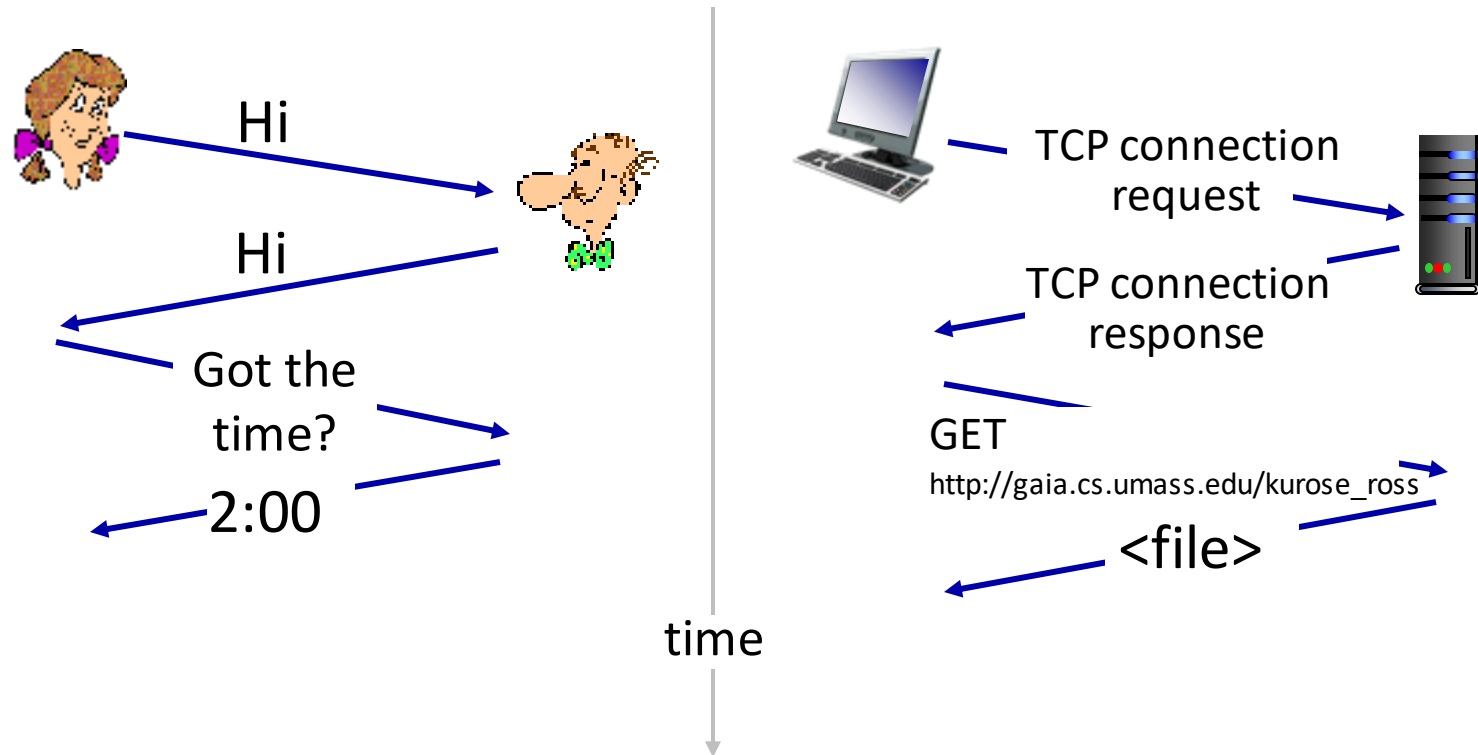 Hi
Hi
Got the
time?
2:00
time
TCP connection
request
TCP connection
response
GET
http://gaia.cs.umass.edu/kurose_ross
<file>